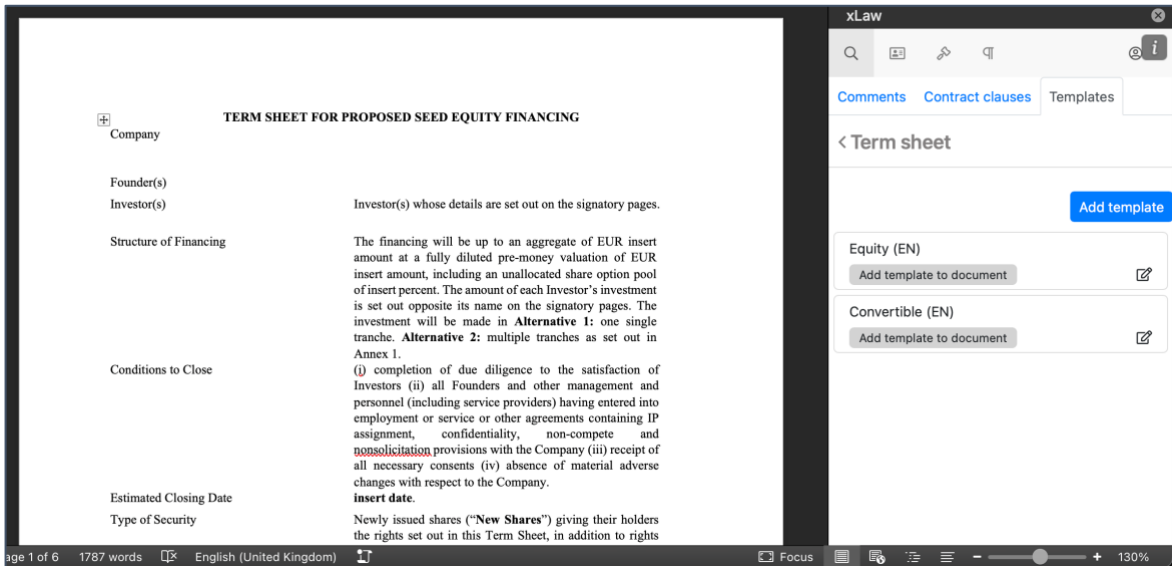 xLaw
TERM SHEET FOR PROPOSED SEED EQUITY FINANCING
Company
Founder(s)
Investor(s)
Investor(s) whose details are set out on the signatory pages.
Structure of Financing
The financing will be up to an aggregate of EUR insert
amount at a fully diluted pre-money valuation of EUR
insert amount, including an unallocated share option pool
of insert percent. The amount of each Investor's investment
is set out opposite its name on the signatory pages. The
investment will be made in Alternative 1: one single
tranche. Alternative 2: multiple tranches as set out in
Annex 1.
Conditions to Close
(i) completion of due diligence to the satisfaction of
Investors (ii) all Founders and other management and
personnel (including service providers) having entered into
employment or service or other agreements containing IP
assignment, confidentiality, non-compete and
nonsolicitation provisions with the Company (iii) receipt of
all necessary consents (iv) absence of material adverse
changes with respect to the Company.
Estimated Closing Date
insert date.
Type of Security
Newly issued shares (“New Shares”) giving their holders
the rights set out in this Term Sheet, in addition to rights
Comments
Contract clauses
Templates
< Term sheet
Add template
Equity (EN)
Add template to document
Convertible (EN)
Add template to document
age 1 of 6
1787 words
English (United Kingdom)
Focus
130%